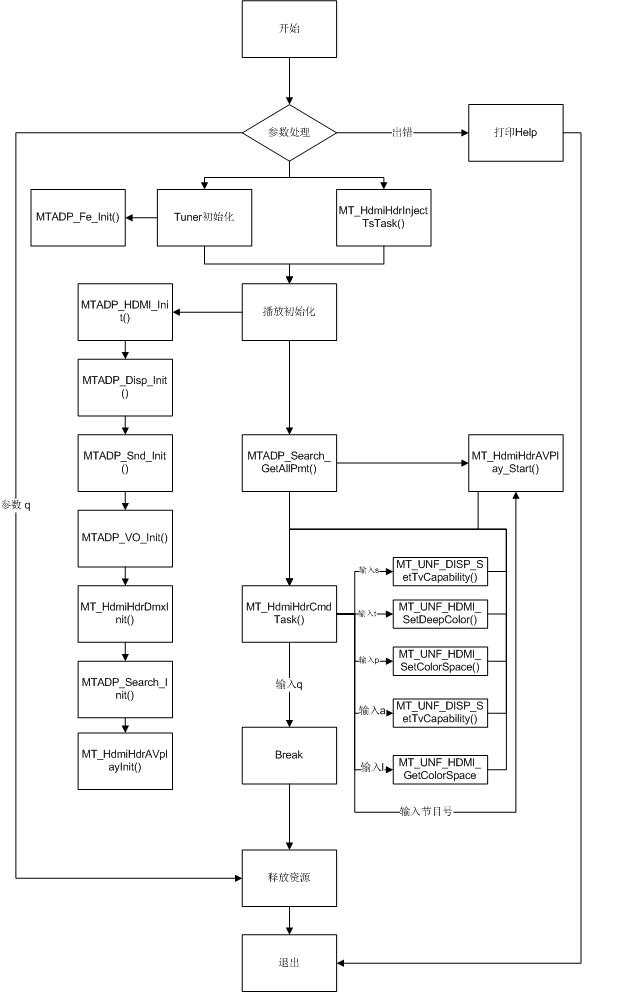 开始
参数处理
出错
打印Help
MTADP_Fe_Init()
Tuner初始化
MT_HdmiHdrInject
TsTask()
MTADP_HDMI_Ini
t()
播放初始化
MTADP_Disp_Init
()
MTADP_Snd_Init
()
MTADP_Search_
GetAllPmt()
MT_HdmiHdrAVPl
ay_Start()
参数 q
MTADP_VO_Init()
MT_HdmiHdrDmxI
nit()
MT_HdmiHdrCmd
Task()
输入s
MT_UNF_DISP_S
etTvCapability()
输入t
MT_UNF_HDMI_
SetDeepColor()
输入p
MT_UNF_HDMI_
SetColorSpace()
输入a
MT_UNF_DISP_S
etTvCapability()
输入l
MT_UNF_HDMI_
GetColorSpace
输入节目号
MTADP_Search_I
nit()
输入q
MT_HdmiHdrAVpl
ayInit()
Break
释放资源
退出